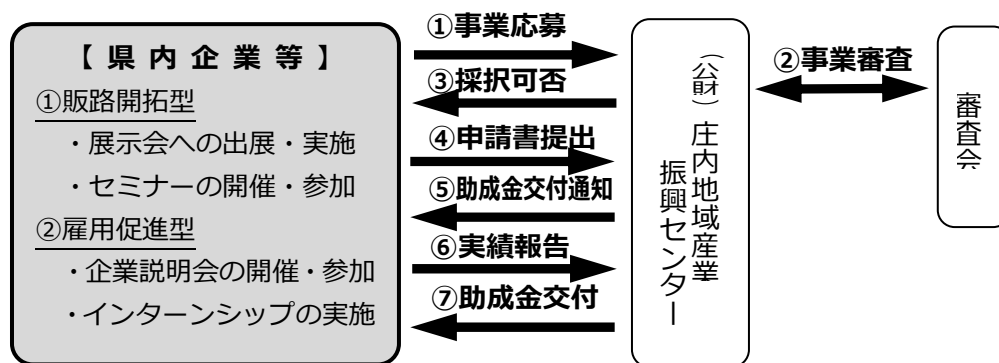 【県内企業等】
①販路開拓型
・展示会への出展・実施
・セミナーの開催・参加
②雇用促進型
・企業説明会の開催・参加
・インターンシップの実施
①事業応募
③採択可否
④申請書提出
⑤助成金交付通知
⑥実績報告
⑦助成金交付
（公財）庄内地域産業
振興センター
②事業審査
審査会